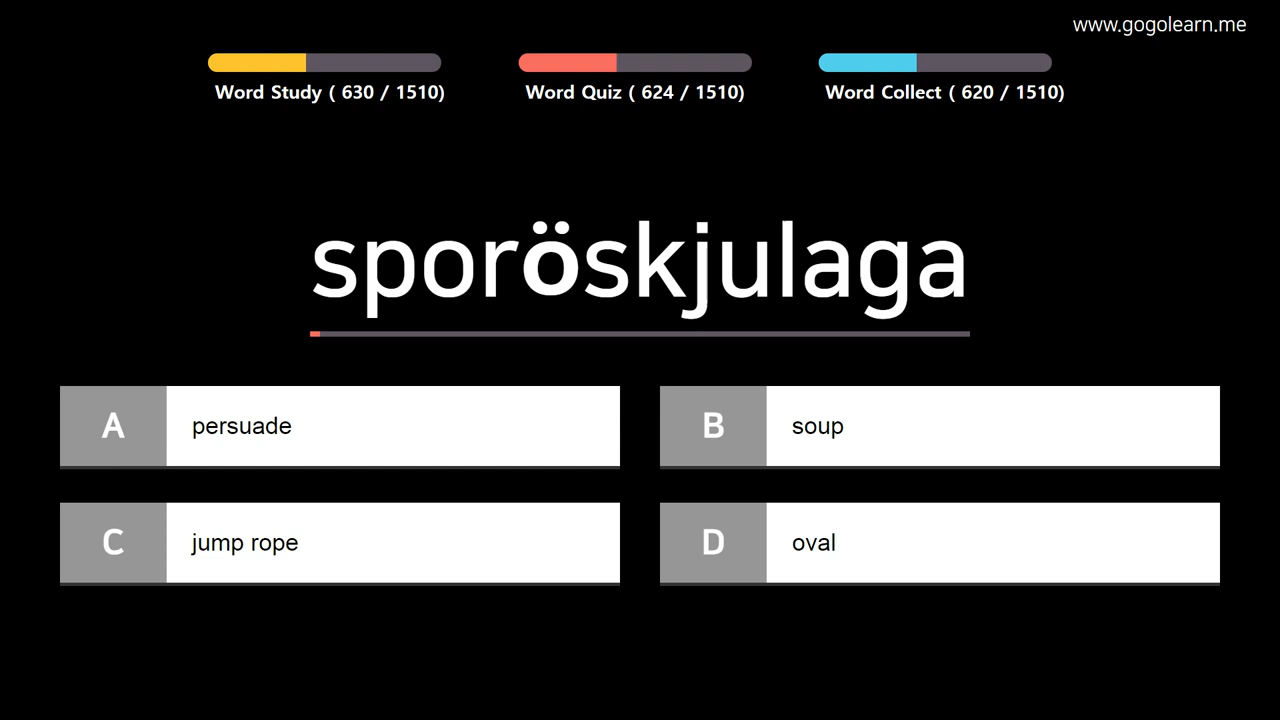 www.gogolearn.me
Word Study ( 630 / 1510)
Word Quiz ( 624 / 1510)
Word Collect ( 620 / 1510)
sporöskjulaga
A persuade
B soup
C jump rope
D oval